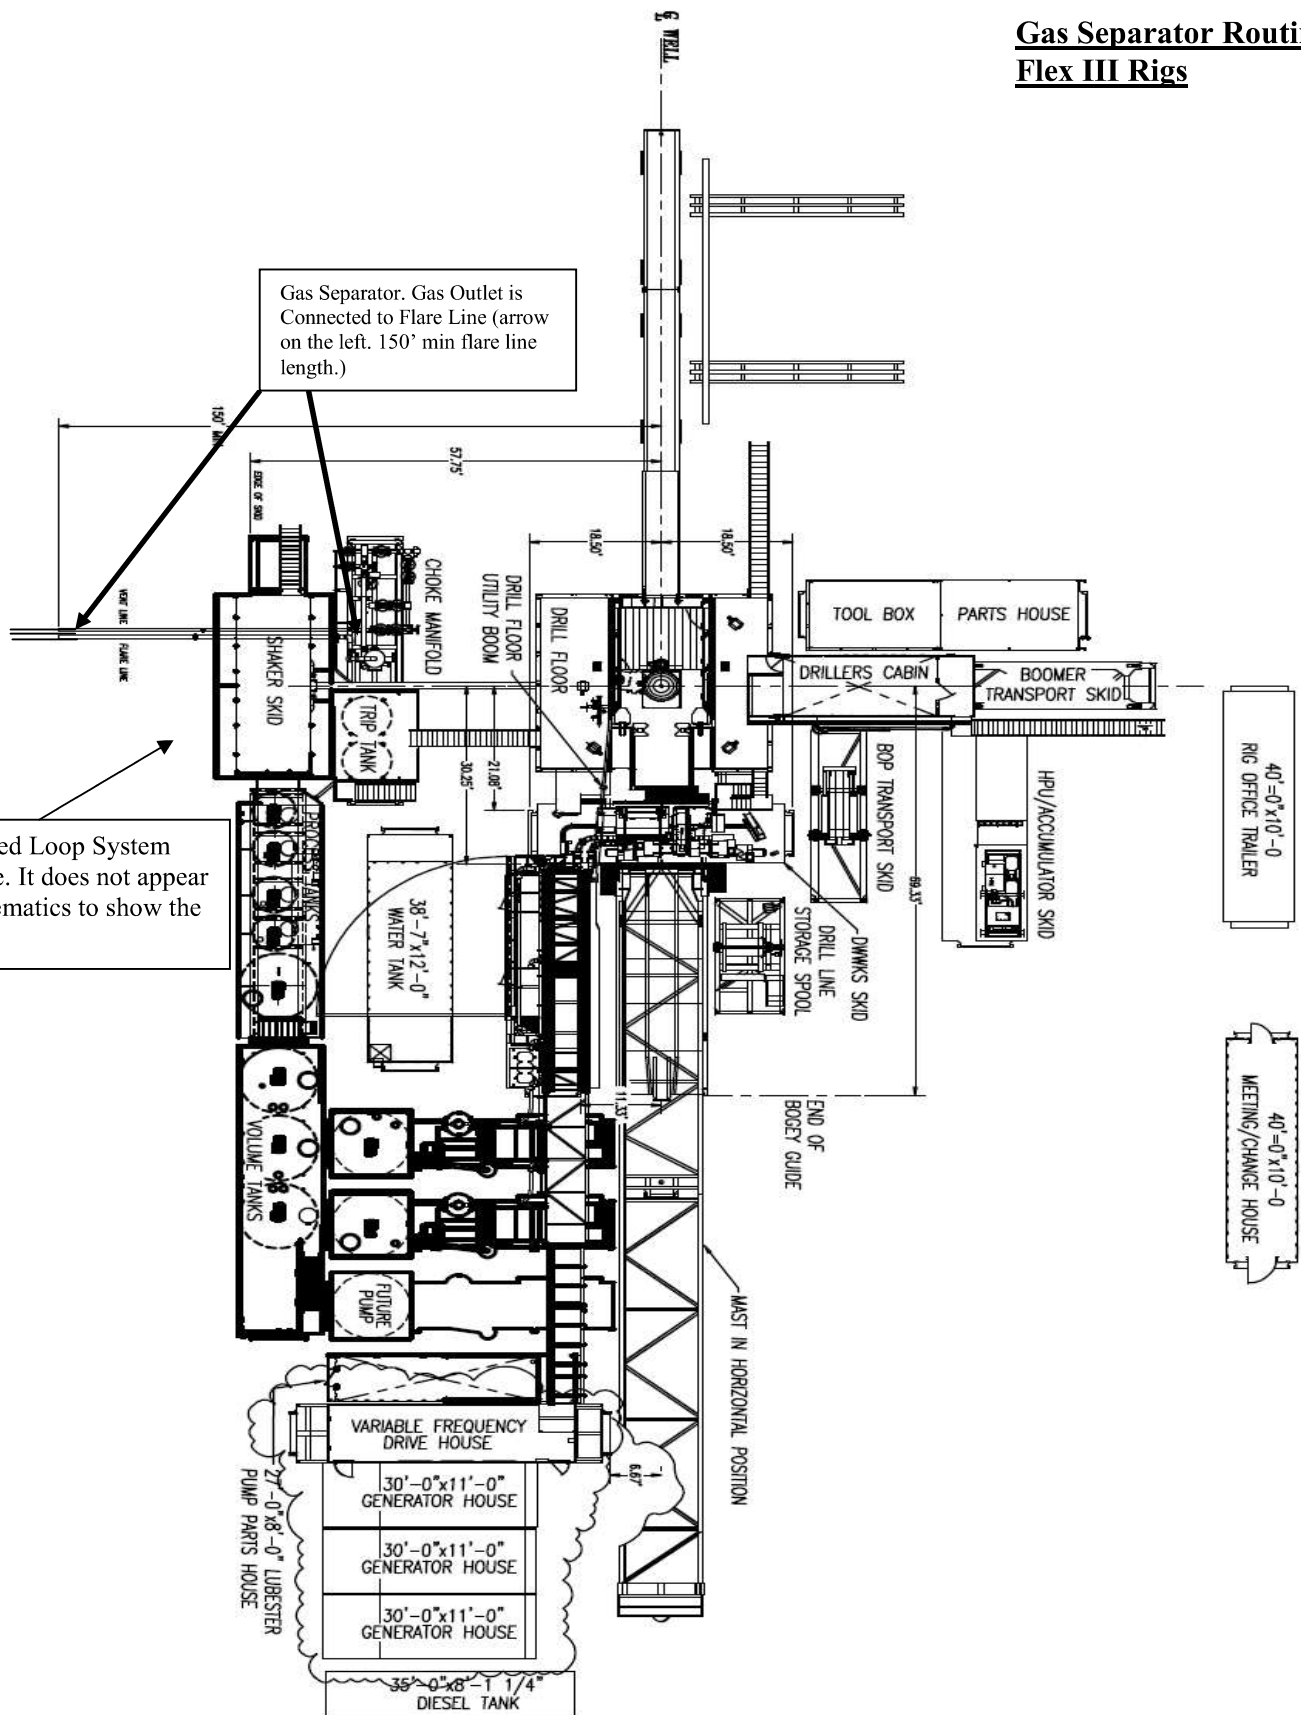 Gas Separator Routi
Flex III Rigs
WELL
Gas Separator. Gas Outlet is
Connected to Flare Line (arrow
on the left. 150’ min flare line
length.)
150' MIN
57.75'
EDGE OF SKID
18.50'
18.50'
CHOKE MANIFOLD
DRILL FLOOR
UTILITY BOOM
DRILL FLOOR
VENT LINE
FLARE LINE
SHAKER SKID
TRIP TANK
30.25'
21.08'
TOOL BOX
PARTS HOUSE
DRILLERS CABIN
BOOMER
TRANSPORT SKID
BOP TRANSPORT SKID
HPU/ACCUMULATOR SKID
40'=0"x10'-0
RIG OFFICE TRAILER
69.33'
DWWKS SKID
DRILL LINE
STORAGE SPOOL
ed Loop System
e. It does not appear
ematics to show the
PROCESS TANKS
38'-7"x12'-0"
WATER TANK
11.33'
END OF
BOGEY GUIDE
40'=0"x10'-0
MEETING/CHANGE HOUSE
VOLUME TANKS
FUTURE
PUMP
MAST IN HORIZONTAL POSITION
VARIABLE FREQUENCY
DRIVE HOUSE
6.67'
27'-0"x8'-0" LUBESTER
PUMP PARTS HOUSE
30'-0"x11'-0"
GENERATOR HOUSE
30'-0"x11'-0"
GENERATOR HOUSE
30'-0"x11'-0"
GENERATOR HOUSE
35'-0"x8'-1 1/4"
DIESEL TANK